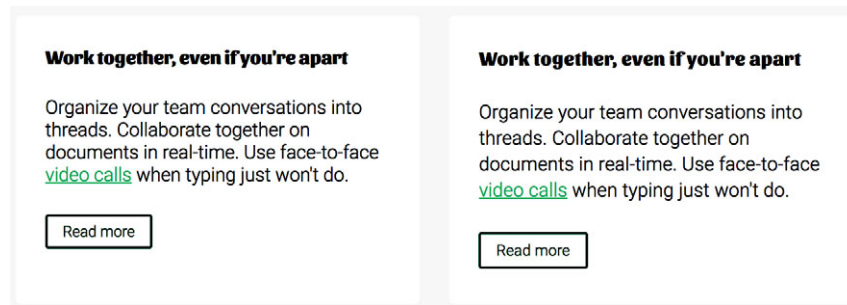 Work together, even if you're apart
Organize your team conversations into
threads. Collaborate together on
documents in real-time. Use face-to-face
video calls when typing just won't do.
Read more
Work together, even if you're apart
Organize your team conversations into
threads. Collaborate together on
documents in real-time. Use face-to-face
video calls when typing just won't do.
Read more